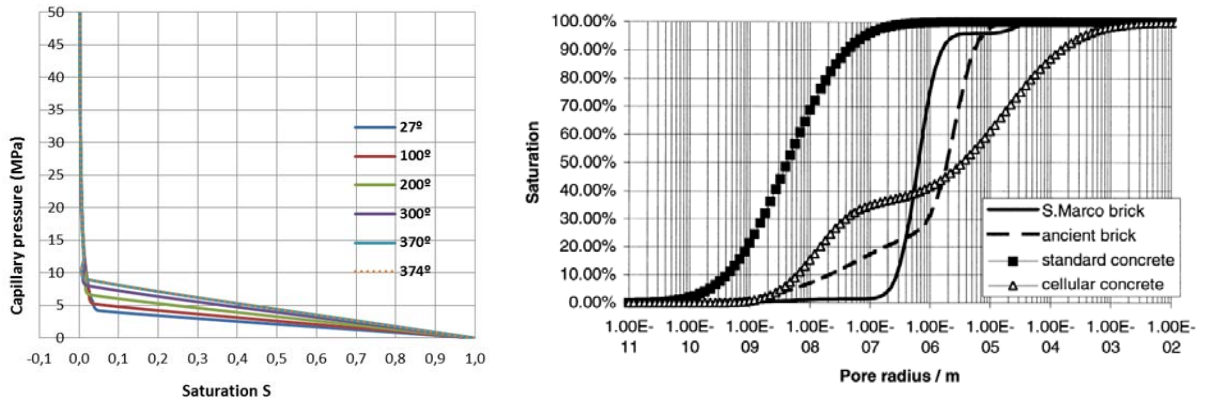 50
45
40
35
30
25
20
15
10
5
0
Capillary pressure (MPa)
27º
100º
200º
300º
370º
374º
-0,1 0,0 0,1 0,2 0,3 0,4 0,5 0,6 0,7 0,8 0,9 1,0
Saturation S
100.00%
90.00%
80.00%
70.00%
60.00%
50.00%
40.00%
30.00%
20.00%
10.00%
0.00%
Saturation
S.Marco brick
ancient brick
standard concrete
cellular concrete
1.00E- 1.00E- 1.00E- 1.00E- 1.00E- 1.00E- 1.00E- 1.00E- 1.00E- 1.00E-
11 10 09 08 07 06 05 04 03 02
Pore radius / m